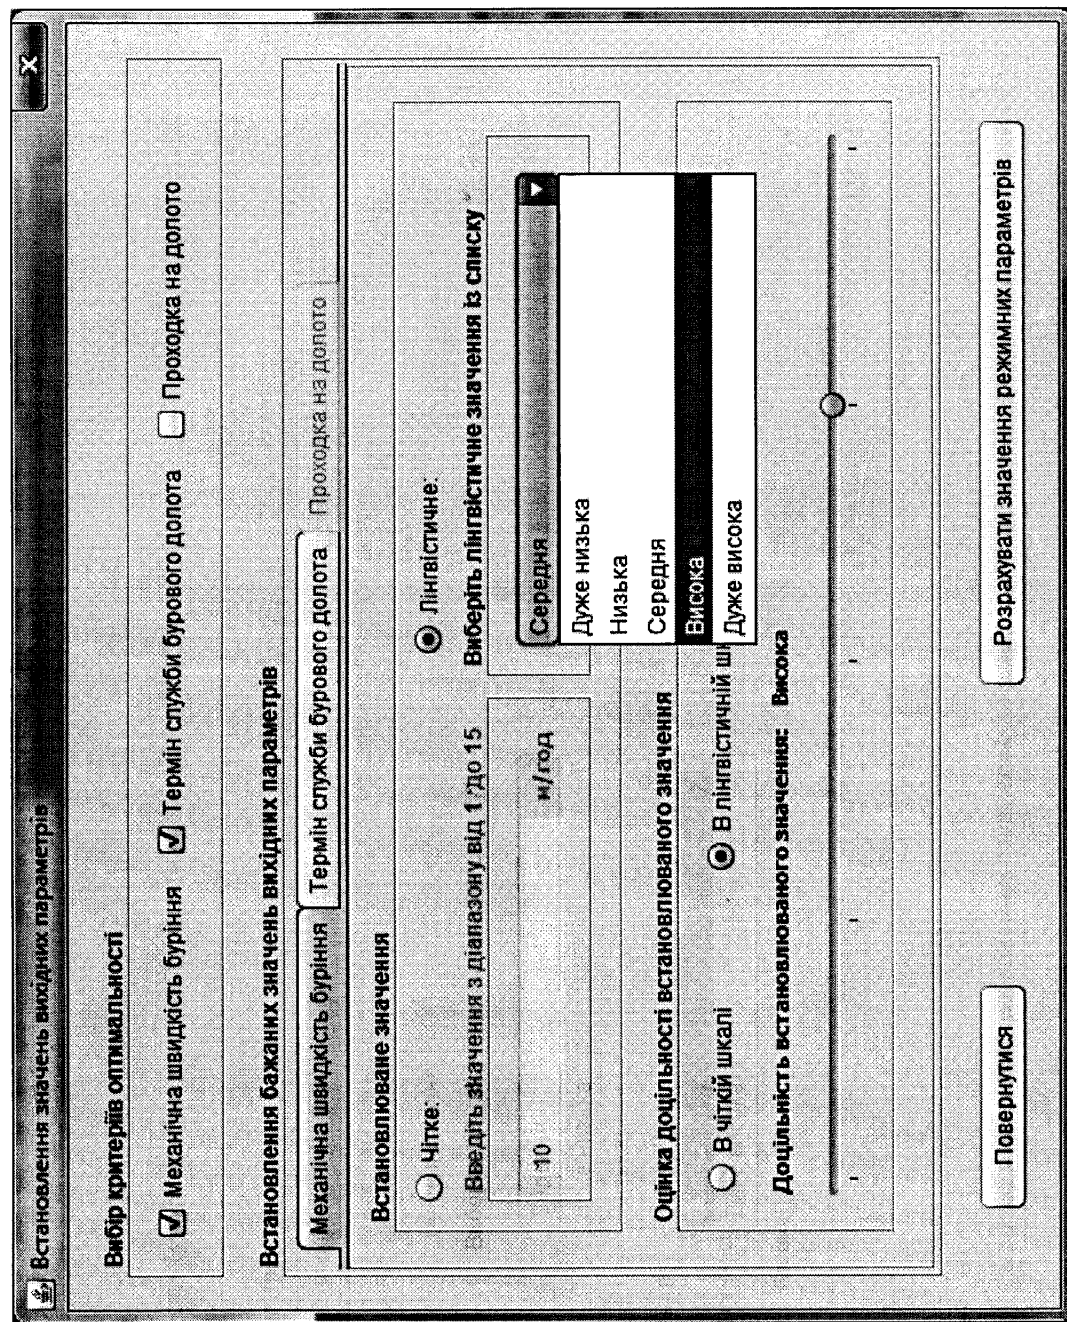 Встановлення значень вихідних параметрів
Вибір критеріїв оптимальності
Механічна швидкість буріння
Термін служби бурового долота
Проходка на долото
Встановлення бажаних значень вихідних параметрів
Механічна швидкість буріння
Термін служби бурового долота
Проходка на долото
Встановлюване значення
Чітке:
Лінгвістичне:
Введіть значення з діапазону від 1 до 15
Виберіть лінгвістичне значення із списку
10
м/год
Середня
Дуже низька
Низька
Середня
Висока
Дуже висока
Оцінка доцільності встановлюваного значення
В чіткій шкалі
В лінгвістичній шк
Доцільність встановлюваного значення: Висока
Повернутися
Розрахувати значення режимних параметрів